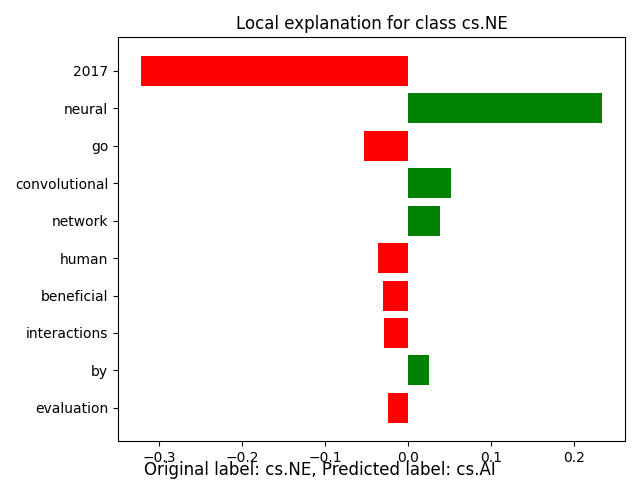 Local explanation for class cs.NE
2017
neural
go
convolutional
network
human
beneficial
interactions
by
evaluation
−0.3 −0.2 −0.1 0.0 0.1 0.2
Original label: cs.NE, Predicted label: cs.AI